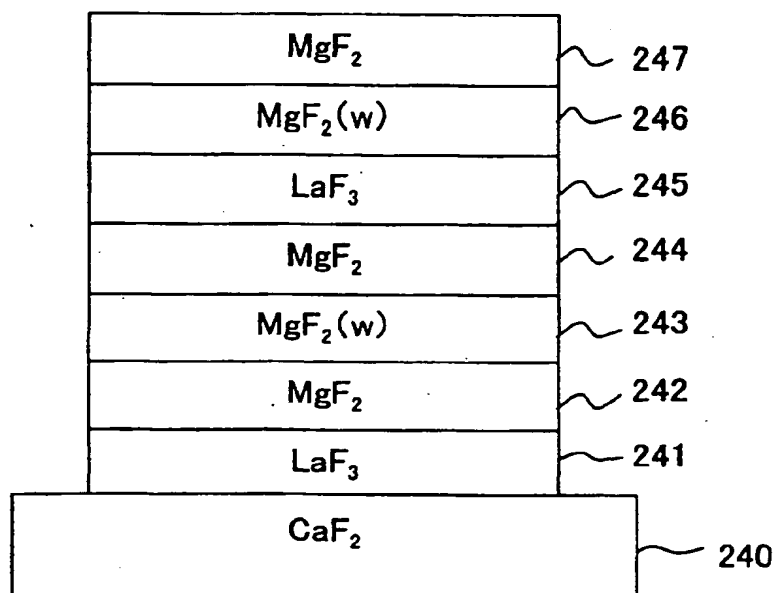 MgF₂ 247
MgF₂(w) 246
LaF₃ 245
MgF₂ 244
MgF₂(w) 243
MgF₂ 242
LaF₃ 241
CaF₂ 240